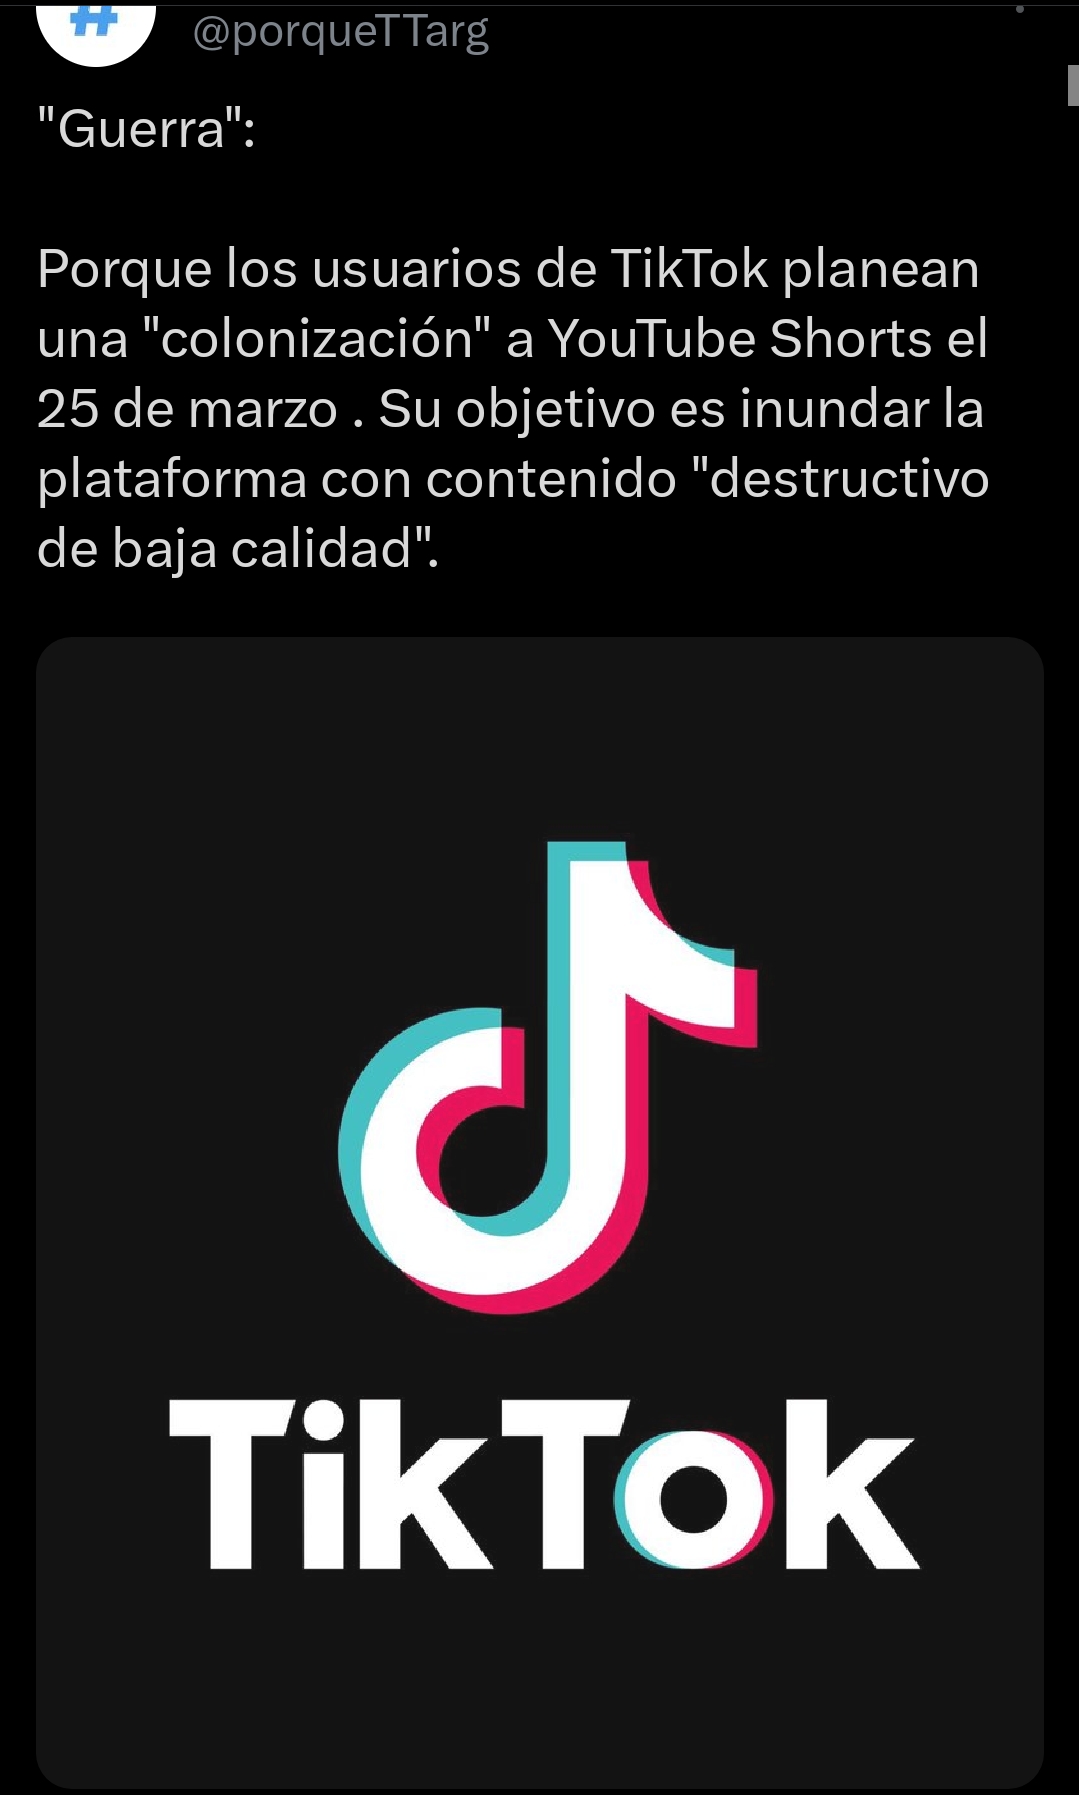 @porqueTTarg
"Guerra":
Porque los usuarios de TikTok planean
una "colonización" a YouTube Shorts el
25 de marzo . Su objetivo es inundar la
plataforma con contenido "destructivo
de baja calidad".
TikTok